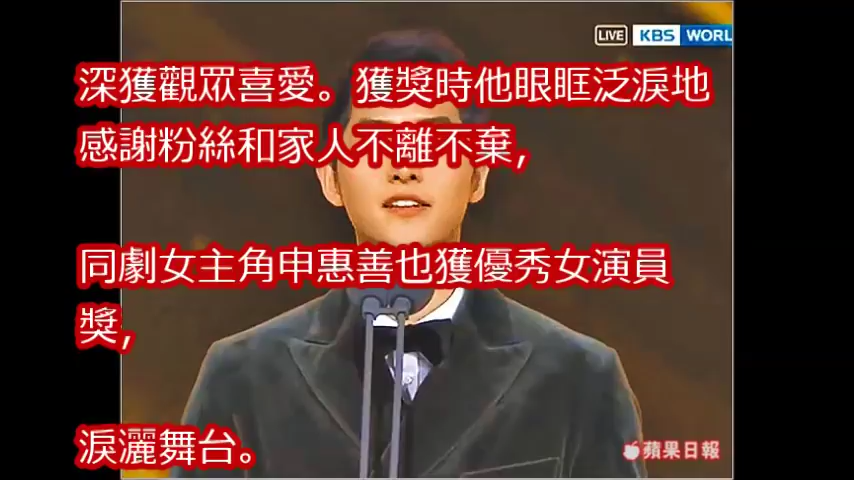 LIVE KBS WORL
深獲觀眾喜愛。獲獎時他眼眶泛淚地
感謝粉絲和家人不離不棄，
同劇女主角申惠善也獲優秀女演員
獎，
淚灑舞台。
蘋果日報